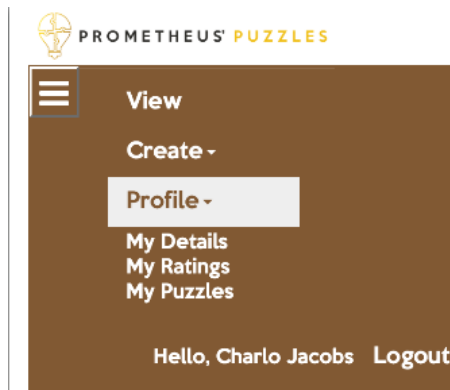 PROMETHEUS' PUZZLES
View
Create
Profile
My Details
My Ratings
My Puzzles
Hello, Charlo Jacobs Logout